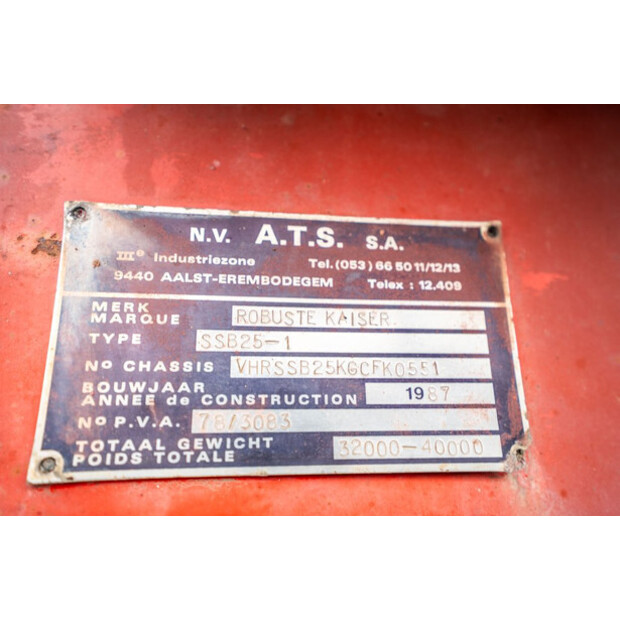 N.V. A.T.S. S.A.
IIIe Industriezone Tel. (053) 66 50 11/12/13
9440 AALST-EREMBODEGEM Telex : 12.409
MERK
MARQUE ROBUSTE KAISER
TYPE SSB25-1
No CHASSIS VHRSSB25KGCFK0551
BOUWJAAR
ANNEE de CONSTRUCTION 1987
No P.V.A. 78/3083
TOTAAL GEWICHT
POIDS TOTALE 32000-40000